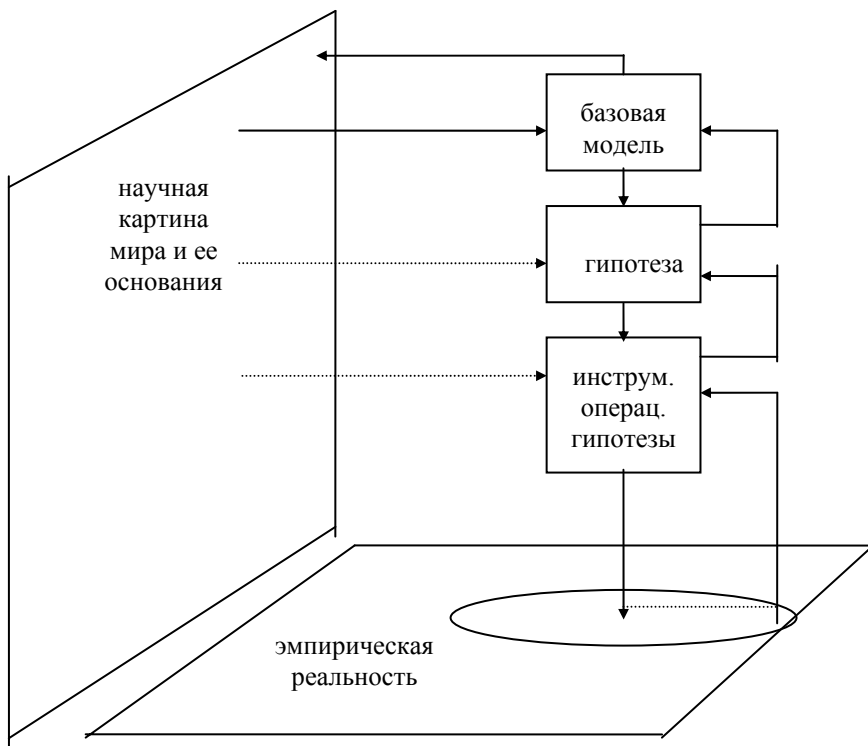 базовая
модель
научная
картина
мира и ее
основания
гипотеза
инструм.
операц.
гипотезы
эмпирическая
реальность